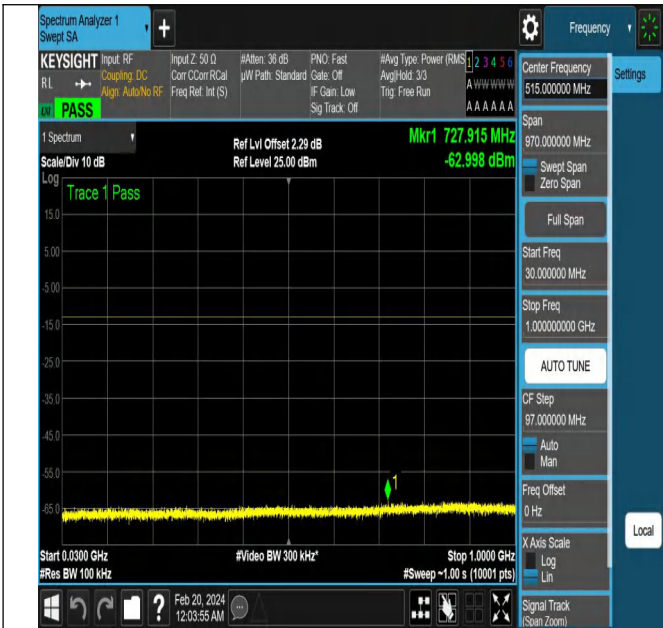 Spectrum Analyzer 1
Swept SA
+
Frequency
KEYSIGHT
RL
PASS
Input: RF
Coupling: DC
Align: Auto/No RF
Input Z: 50 Ω
Corr CCorr RCal
Freq Ref: Int (S)
#Atten: 36 dB
µW Path: Standard
PNO: Fast
Gate: Off
IF Gain: Low
Sig Track: Off
#Avg Type: Power (RMS
Avg|Hold: 3/3
Trig: Free Run
1 2 3 4 5 6
A W W W W W
A A A A A A
1 Spectrum
Scale/Div 10 dB
Log
Ref Lvl Offset 2.29 dB
Ref Level 25.00 dBm
Mkr1 727.915 MHz
-62.998 dBm
Trace 1 Pass
15.0
5.00
-5.00
-15.0
-25.0
-35.0
-45.0
-55.0
-65.0
1
Start 0.0300 GHz
#Res BW 100 kHz
#Video BW 300 kHz*
Stop 1.0000 GHz
#Sweep ~1.00 s (10001 pts)
?
Feb 20, 2024
12:03:55 AM
Center Frequency
515.000000 MHz
Span
970.000000 MHz
Swept Span
Zero Span
Full Span
Start Freq
30.000000 MHz
Stop Freq
1.000000000 GHz
AUTO TUNE
CF Step
97.000000 MHz
Auto
Man
Freq Offset
0 Hz
X Axis Scale
Log
Lin
Signal Track
(Span Zoom)
Settings
Local